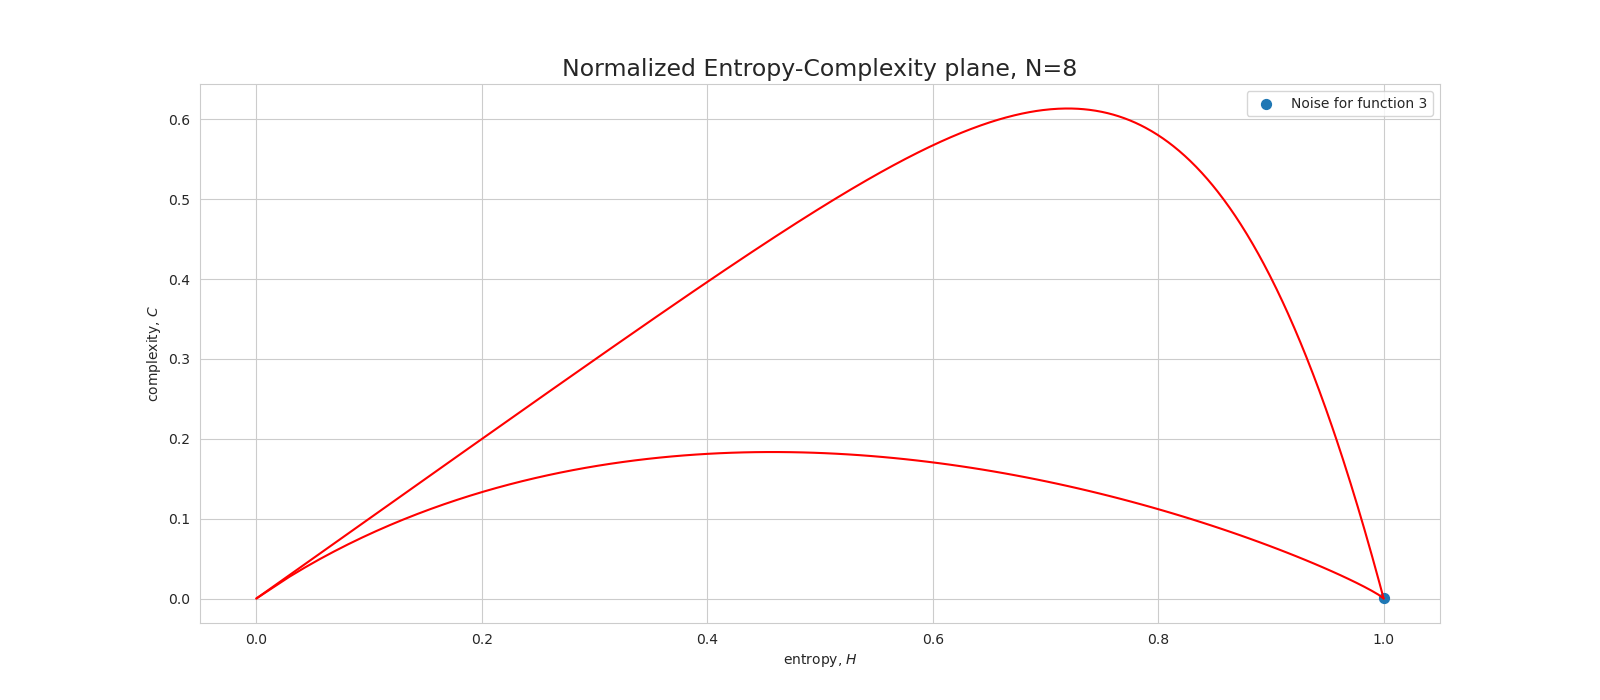 Normalized Entropy-Complexity plane, N=8
Noise for function 3
complexity, C
0.6
0.5
0.4
0.3
0.2
0.1
0.0
0.0 0.2 0.4 0.6 0.8 1.0
entropy, H